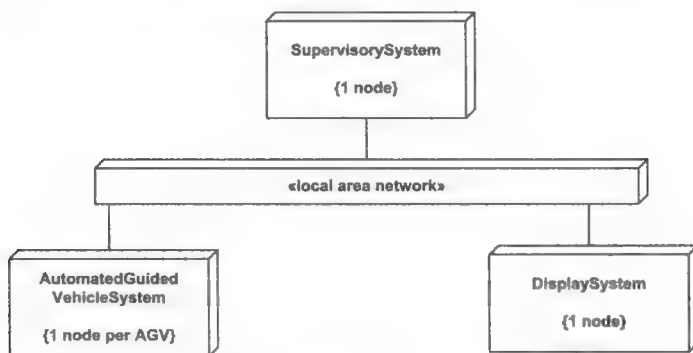 SupervisorySystem
{1 node}
«local area network»
AutomatedGuided
VehicleSystem
{1 node per AGV}
DisplaySystem
{1 node}